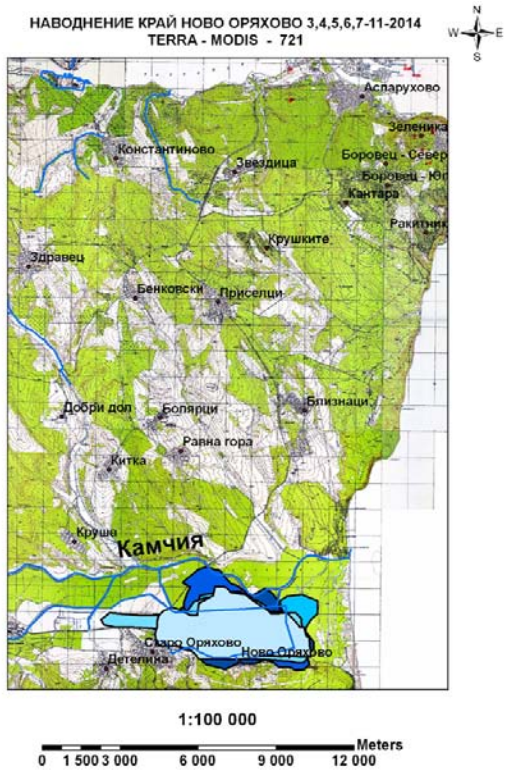 НАВОДНЕНИЕ КРАЙ НОВО ОРЯХОВО 3,4,5,6,7-11-2014
TERRA - MODIS - 721
N
W E
S
Аспарухово
Зеленика
Константиново
Звездица
Боровец - Север
Боровец - Юг
Кантара
Ракитник
Крушките
Здравец
Бенковски
Приселци
Добри дол
Болярци
Близнаци
Равна гора
Китка
Круша
Камчия
Старо Оряхово
Ново Оряхово
Детелина
1:100 000
Meters
0 1 500 3 000 6 000 9 000 12 000